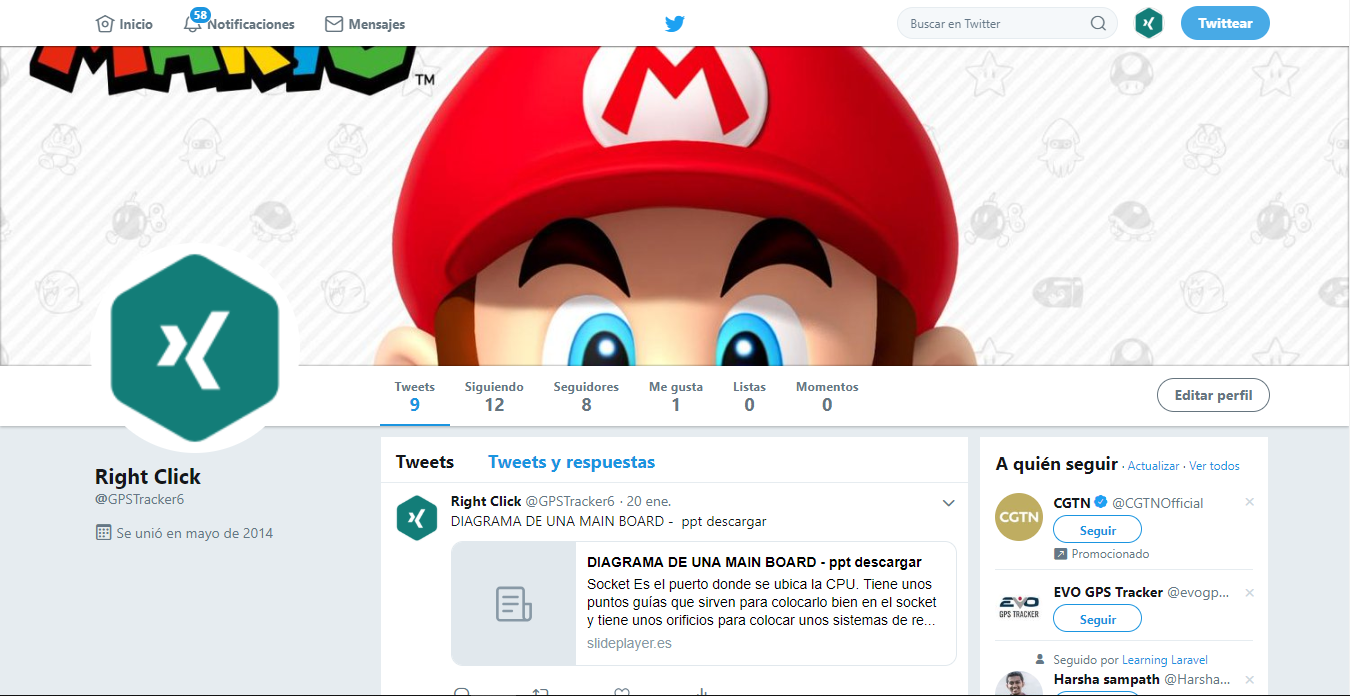 Inicio
58
Notificaciones
Mensajes
Buscar en Twitter
Twittear
MARIO
TM
M
Tweets
9
Siguiendo
12
Seguidores
8
Me gusta
1
Listas
0
Momentos
0
Editar perfil
Right Click
@GPSTracker6
Se unió en mayo de 2014
Tweets
Tweets y respuestas
Right Click @GPSTracker6 · 20 ene.
DIAGRAMA DE UNA MAIN BOARD - ppt descargar
DIAGRAMA DE UNA MAIN BOARD - ppt descargar
Socket Es el puerto donde se ubica la CPU. Tiene unos
puntos guías que sirven para colocarlo bien en el socket
y tiene unos orificios para colocar unos sistemas de re...
slideplayer.es
A quién seguir · Actualizar · Ver todos
CGTN
CGTN @CGTNOfficial
Seguir
Promocionado
EVO
GPS TRACKER
EVO GPS Tracker @evogp...
Seguir
Seguido por Learning Laravel
Harsha sampath @Harsha...